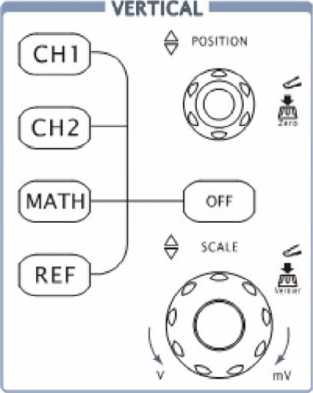 VERTICAL
CH1
POSITION
CH2
Zero
MATH
OFF
REF
SCALE
Vernier
V
mV